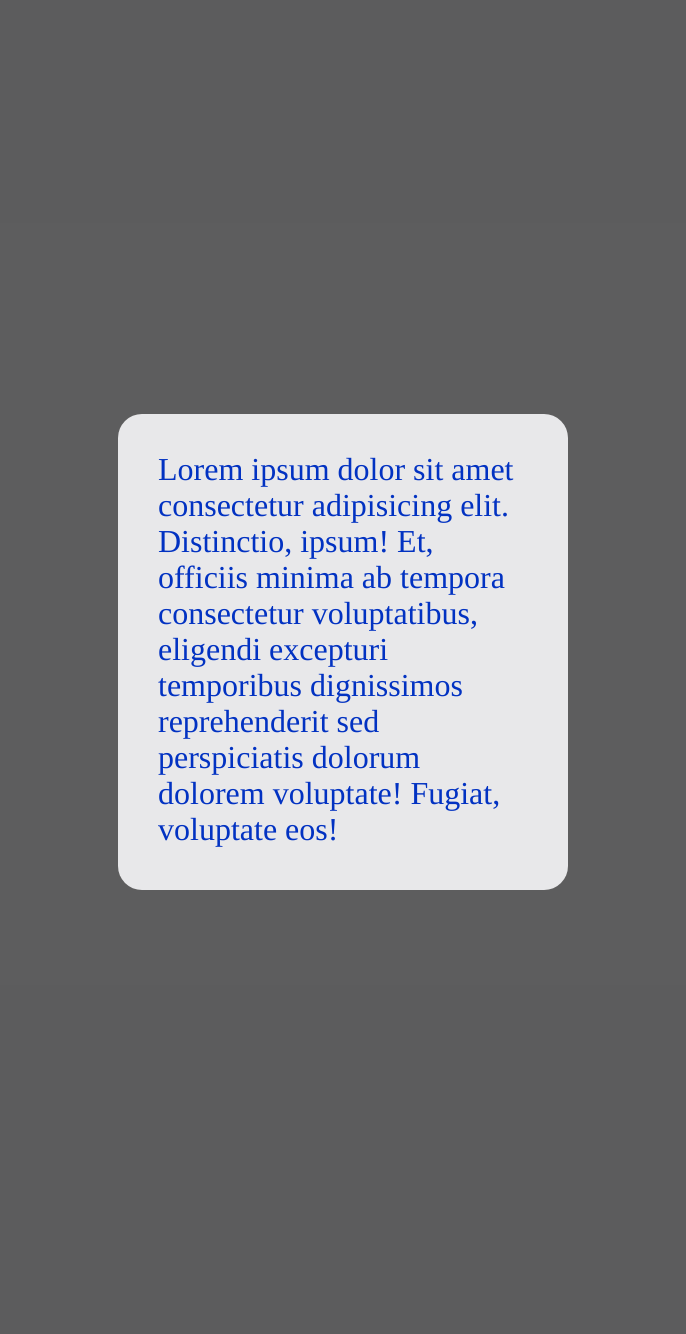 Lorem ipsum dolor sit amet
consectetur adipisicing elit.
Distinctio, ipsum! Et,
officiis minima ab tempora
consectetur voluptatibus,
eligendi excepturi
temporibus dignissimos
reprehenderit sed
perspiciatis dolorum
dolorem voluptate! Fugiat,
voluptate eos!